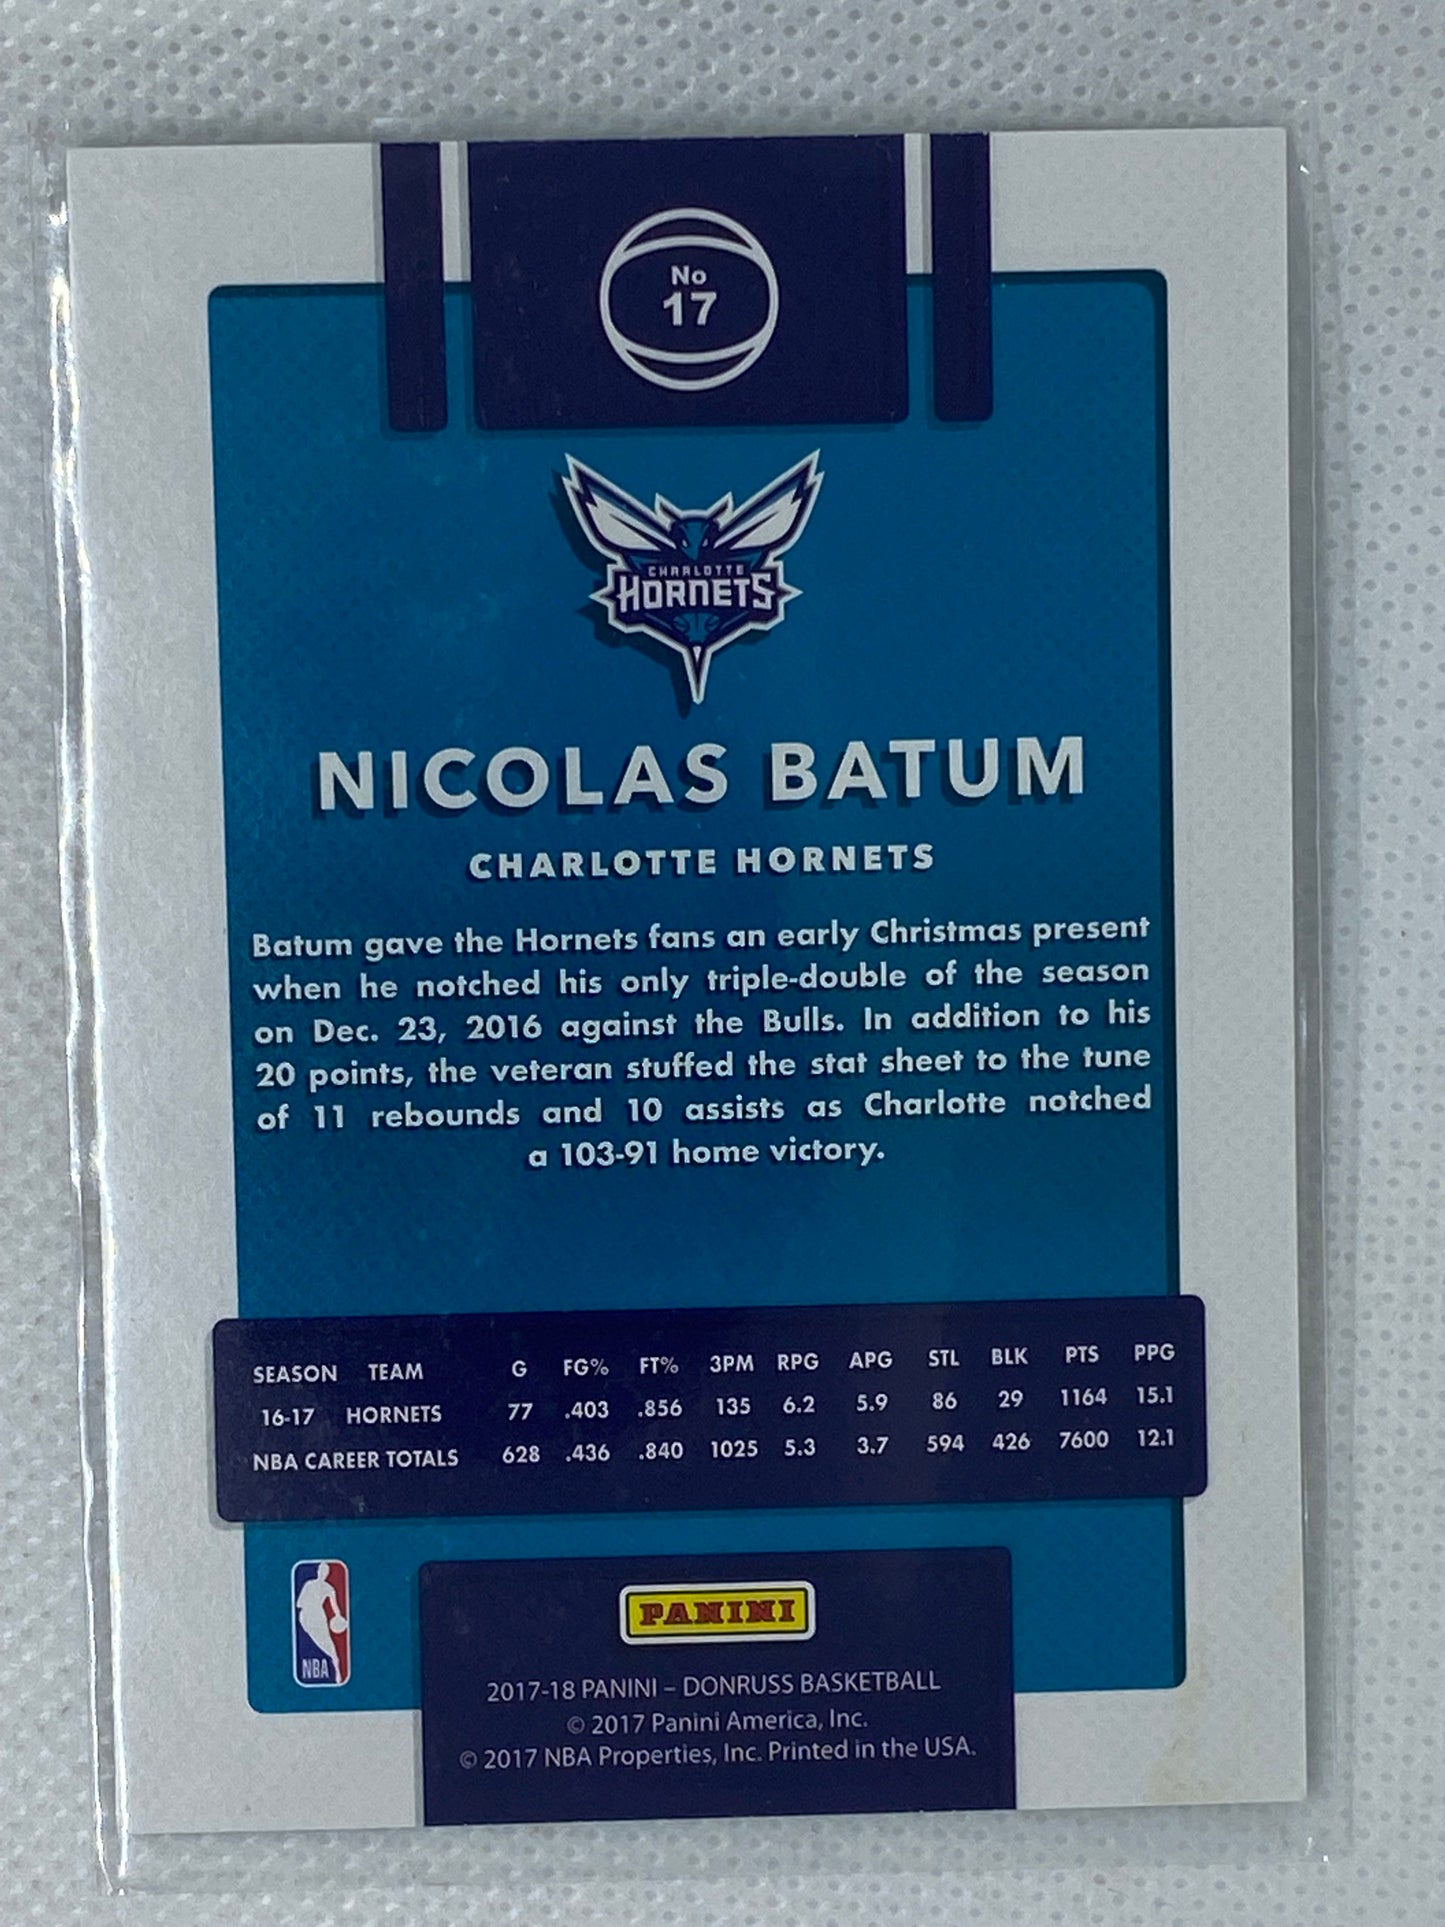 No
17
CHARLOTTE
HORNETS
NICOLAS BATUM
CHARLOTTE HORNETS
Batum gave the Hornets fans an early Christmas present
when he notched his only triple-double of the season
on Dec. 23, 2016 against the Bulls. In addition to his
20 points, the veteran stuffed the stat sheet to the tune
of 11 rebounds and 10 assists as Charlotte notched
a 103-91 home victory.
SEASON TEAM G FG% FT% 3PM RPG APG STL BLK PTS PPG
16-17 HORNETS 77 .403 .856 135 6.2 5.9 86 29 1164 15.1
NBA CAREER TOTALS 628 .436 .840 1025 5.3 3.7 594 426 7600 12.1
NBA
PANINI
2017-18 PANINI – DONRUSS BASKETBALL
© 2017 Panini America, Inc.
© 2017 NBA Properties, Inc. Printed in the USA.